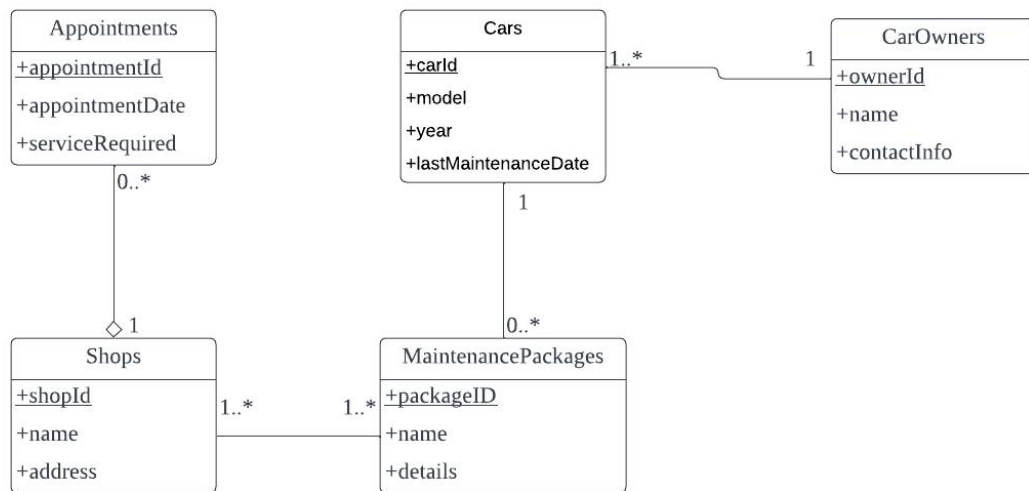 Appointments
+appointmentId
+appointmentDate
+serviceRequired
0..*
Cars
+carId
+model
+year
+lastMaintenanceDate
1..*
1
CarOwners
+ownerId
+name
+contactInfo
1
0..*
1
Shops
+shopId
+name
+address
1..*
1..*
MaintenancePackages
+packageID
+name
+details